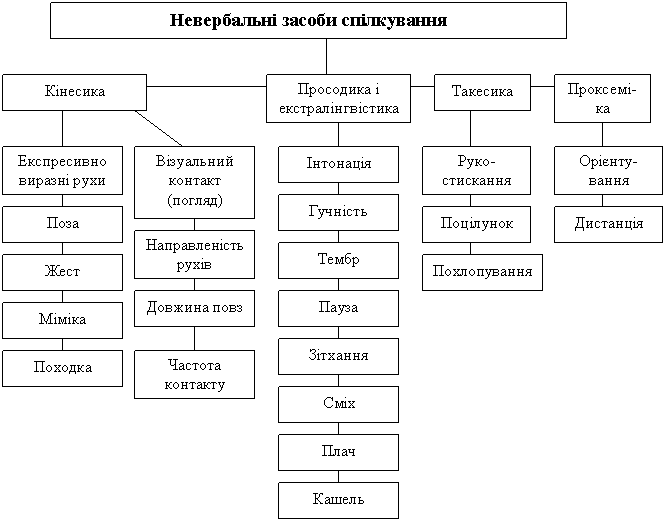 Невербальні засоби спілкування
Кінесика
Просодика і
екстралінгвістика
Такесика
Проксемі-
ка
Експресивно
виразні рухи
Поза
Жест
Міміка
Походка
Візуальний
контакт
(погляд)
Направленість
рухів
Довжина повз
Частота
контакту
Інтонація
Гучність
Тембр
Пауза
Зітхання
Сміх
Плач
Кашель
Руко-
стискання
Поцілунок
Похлопування
Орієнту-
вання
Дистанція